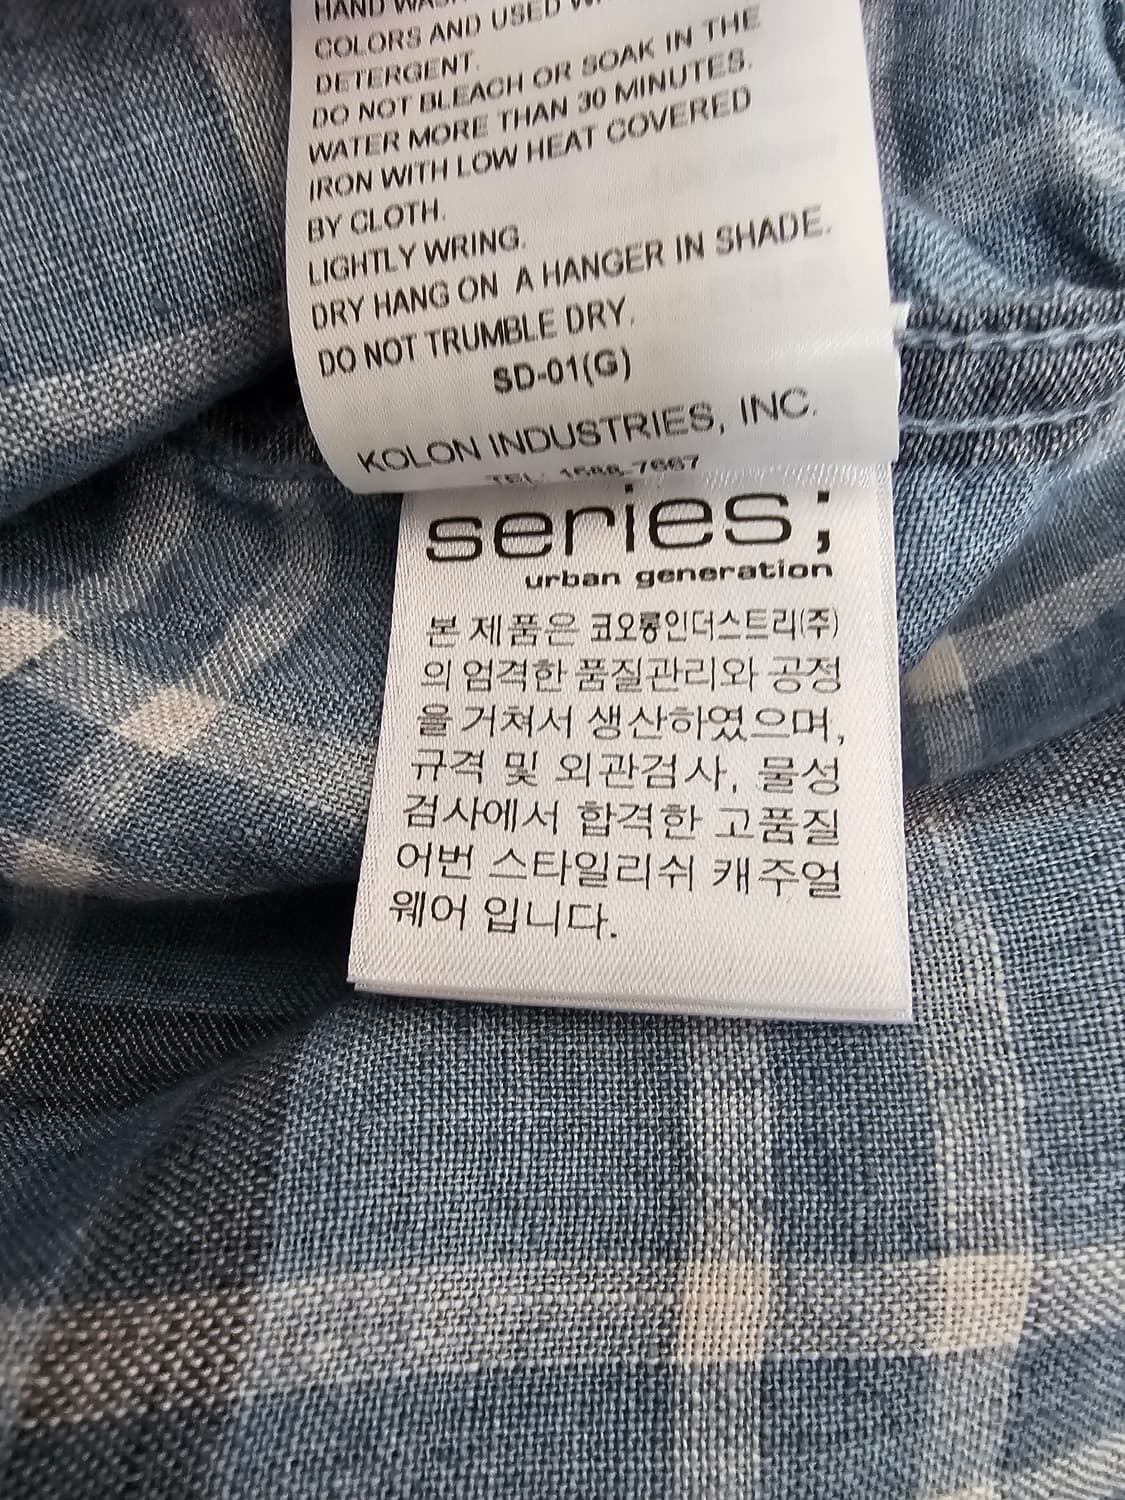 HAND
COLORS AND USED
DETERGENT.
DO NOT BLEACH OR SOAK IN THE
WATER MORE THAN 30 MINUTES.
IRON WITH LOW HEAT COVERED
BY CLOTH.
LIGHTLY WRING.
DRY HANG ON A HANGER IN SHADE.
DO NOT TRUMBLE DRY.
SD-01(G)
KOLON INDUSTRIES, INC.
TEL: 1588-7667
series;
urban generation
본 제품은 코오롱인더스트리(주)
의 엄격한 품질관리와 공정
을 거쳐서 생산하였으며,
규격 및 외관검사, 물성
검사에서 합격한 고품질
어번 스타일리쉬 캐주얼
웨어 입니다.